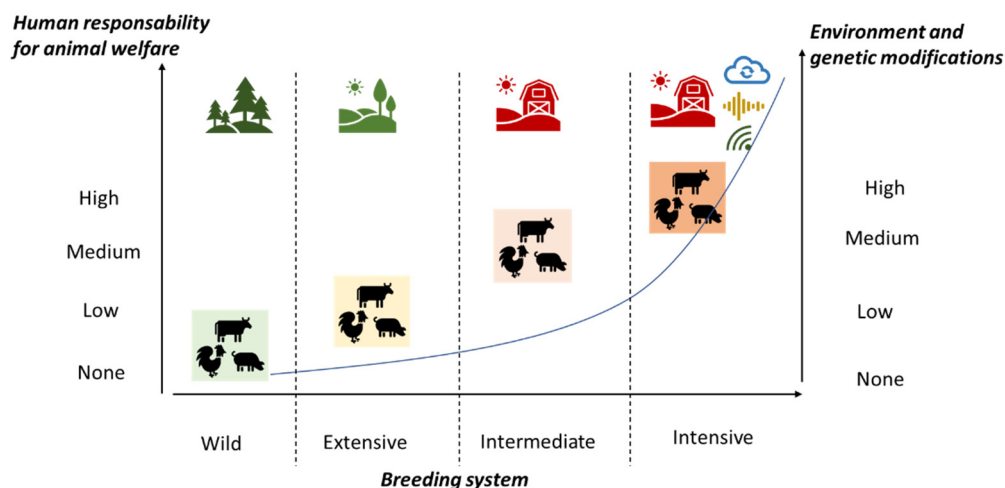 Human responsability
for animal welfare
Environment and
genetic modifications
High
Medium
Low
None
High
Medium
Low
None
Wild
Extensive
Intermediate
Intensive
Breeding system